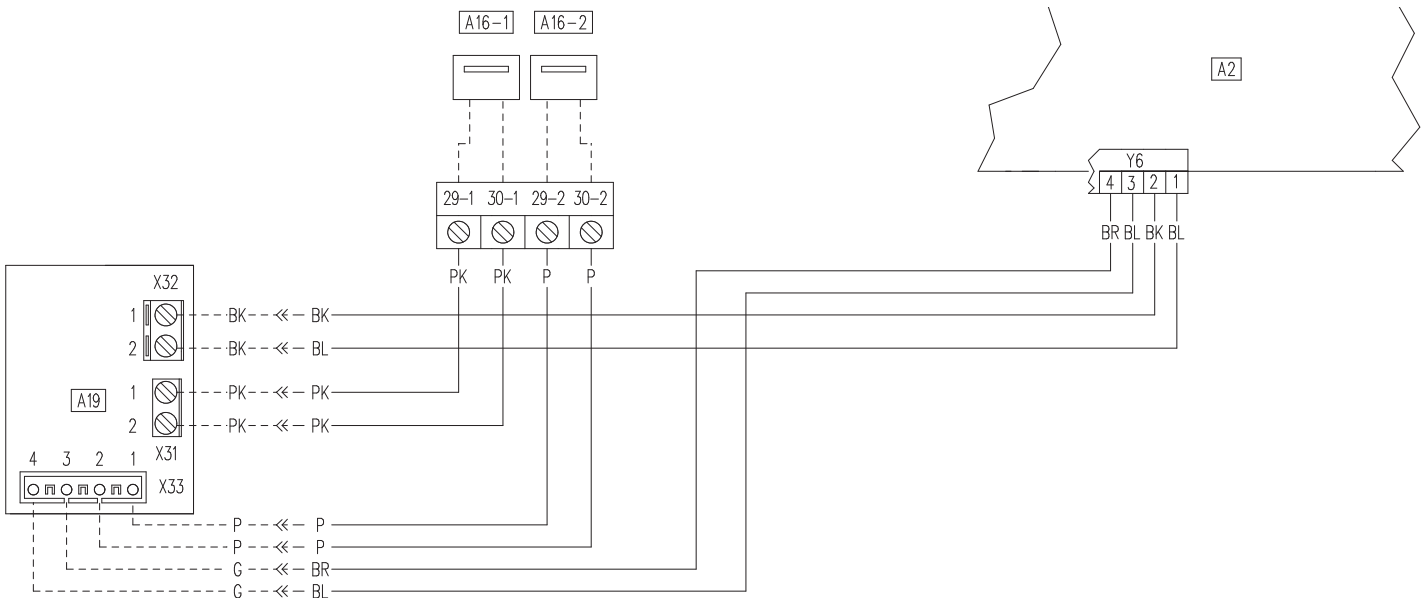 A16-1 A16-2
A2
Y6
4 3 2 1
29-1 30-1 29-2 30-2
BR BL BK BL
PK PK P P
X32
1 BK BK
2 BK BL
A19
1 PK PK
2 PK PK
X31
4 3 2 1
X33
P P
P P
G BR
G BL